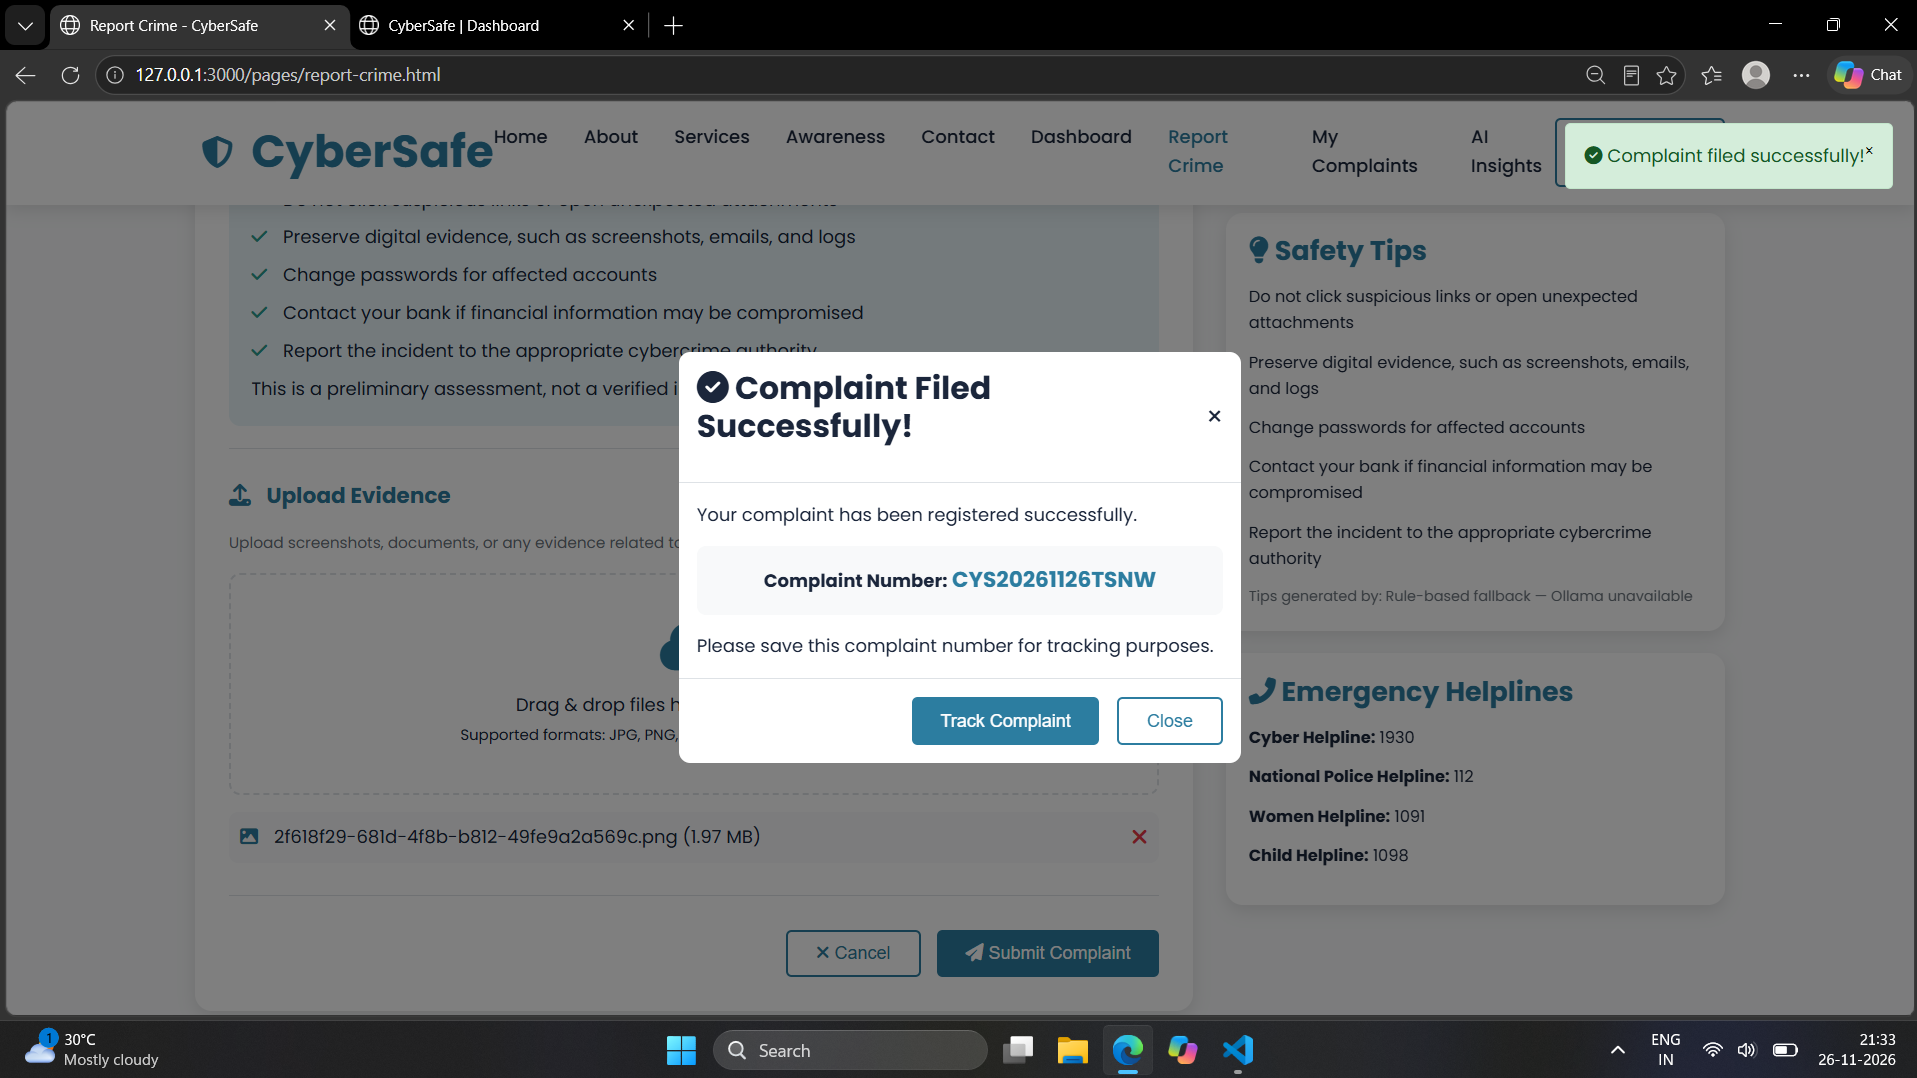 Report Crime - CyberSafe
CyberSafe | Dashboard
127.0.0.1:3000/pages/report-crime.html
Chat
CyberSafe
Home
About
Services
Awareness
Contact
Dashboard
Report
Crime
My
Complaints
AI
Insights
Complaint filed successfully!
Preserve digital evidence, such as screenshots, emails, and logs
Change passwords for affected accounts
Contact your bank if financial information may be compromised
Report the incident to the appropriate cybercrime authority
This is a preliminary assessment, not a verified
Upload Evidence
Upload screenshots, documents, or any evidence related
Drag & drop files
Supported formats: JPG, PNG,
2f618f29-681d-4f8b-b812-49fe9a2a569c.png (1.97 MB)
Cancel
Submit Complaint
Complaint Filed
Successfully!
Your complaint has been registered successfully.
Complaint Number: CYS20261126TSNW
Please save this complaint number for tracking purposes.
Track Complaint
Close
Safety Tips
Do not click suspicious links or open unexpected
attachments
Preserve digital evidence, such as screenshots, emails,
and logs
Change passwords for affected accounts
Contact your bank if financial information may be
compromised
Report the incident to the appropriate cybercrime
authority
Tips generated by: Rule-based fallback — Ollama unavailable
Emergency Helplines
Cyber Helpline: 1930
National Police Helpline: 112
Women Helpline: 1091
Child Helpline: 1098
1
30°C
Mostly cloudy
Search
ENG
IN
21:33
26-11-2026